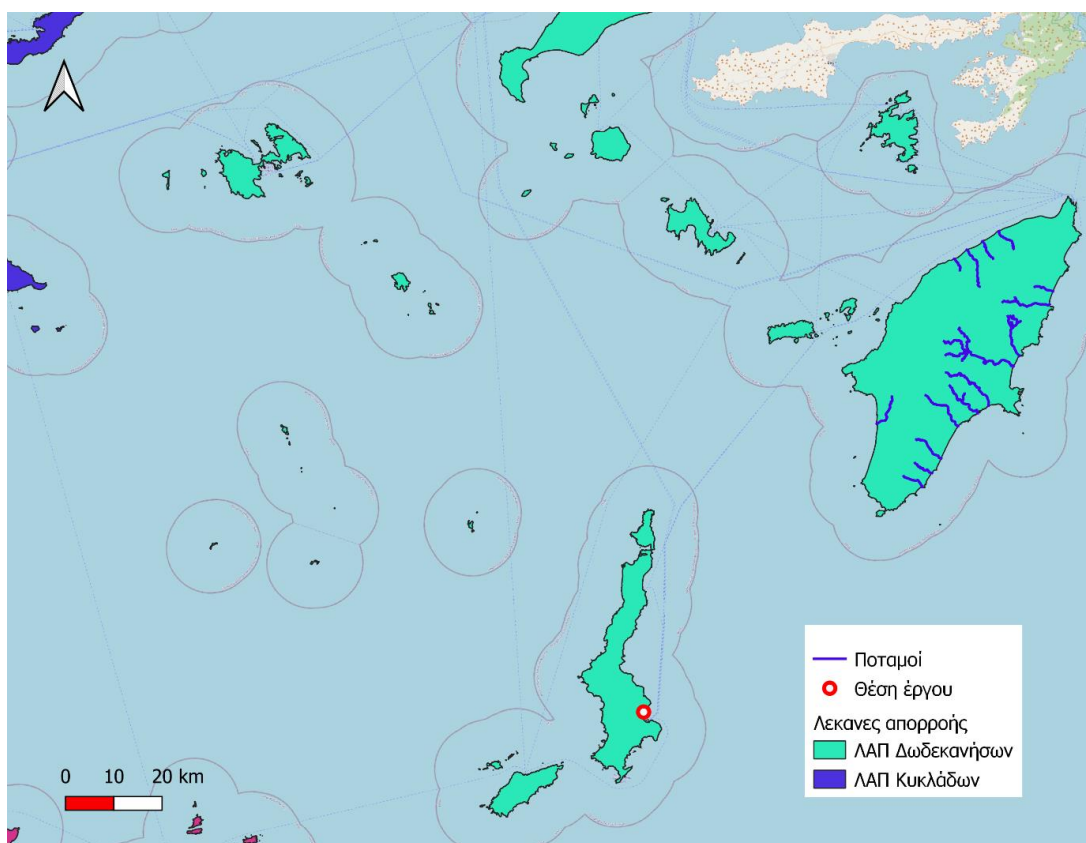 Ποταμοί
Θέση έργου
Λεκανες απορροής
ΛΑΠ Δωδεκανήσων
ΛΑΠ Κυκλάδων
0 10 20 km